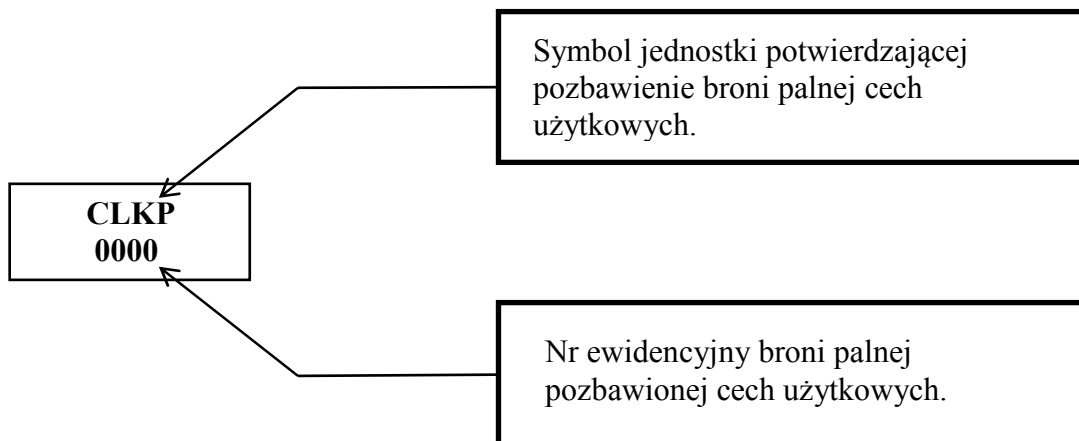 Symbol jednostki potwierdzającej
pozbawienie broni palnej cech
użytkowych.
CLKP
0000
Nr ewidencyjny broni palnej
pozbawionej cech użytkowych.